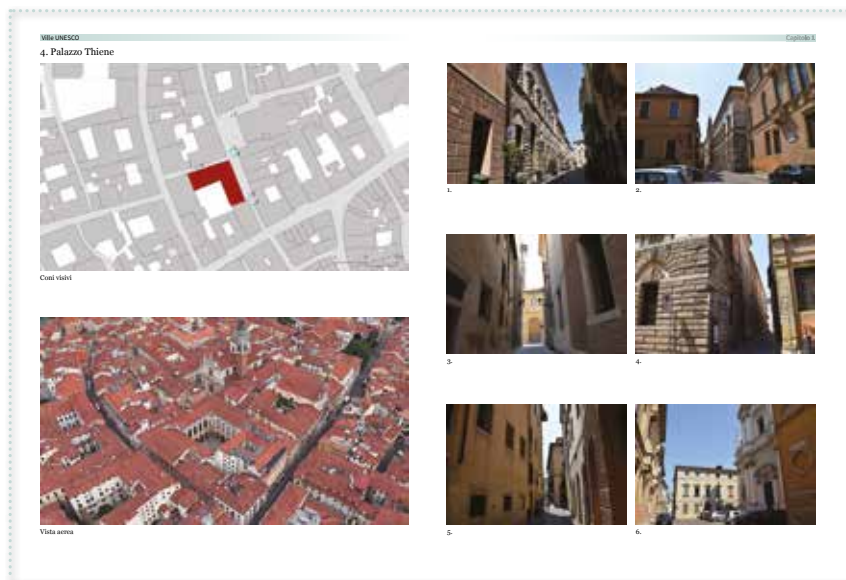 Ville UNESCO
Capitolo 1.
4. Palazzo Thiene
Coni visivi
Vista aerea
1.
2.
3.
4.
5.
6.